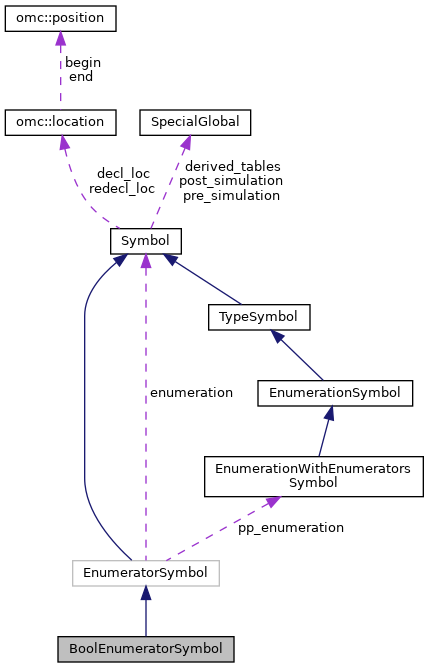 omc::position
begin
end
omc::location
SpecialGlobal
decl_loc
redecl_loc
derived_tables
post_simulation
pre_simulation
Symbol
TypeSymbol
EnumerationSymbol
enumeration
EnumerationWithEnumerators
Symbol
pp_enumeration
EnumeratorSymbol
BoolEnumeratorSymbol